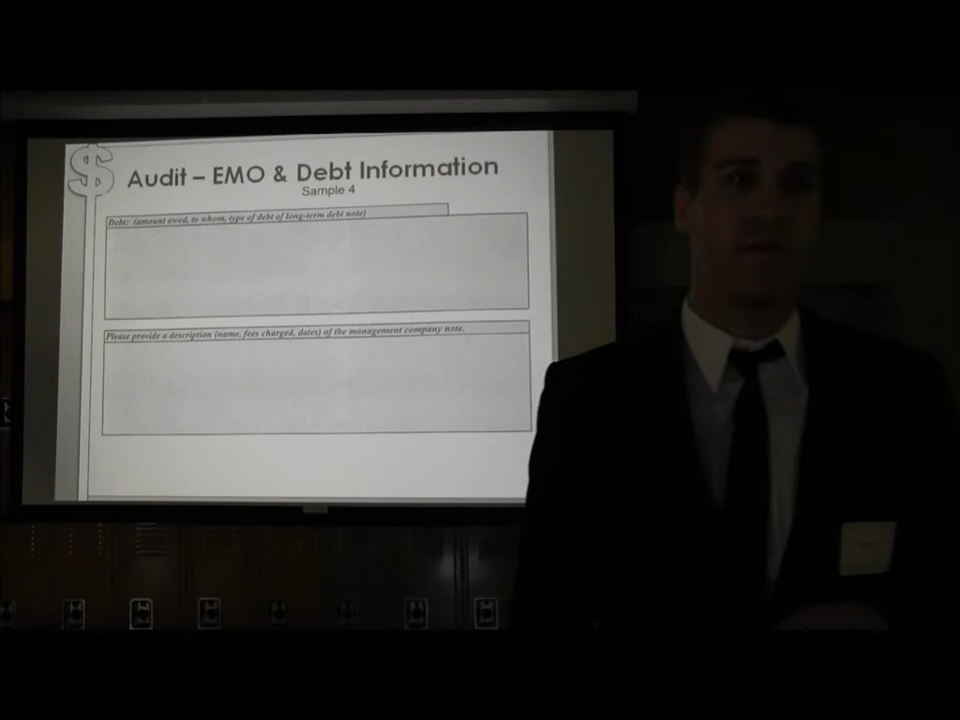 $
Audit – EMO & Debt Information
Sample 4
Debt: (amount owed, to whom, type of debt of long-term debt note)
Please provide a description (name, fees charged, dates) of the management company note.